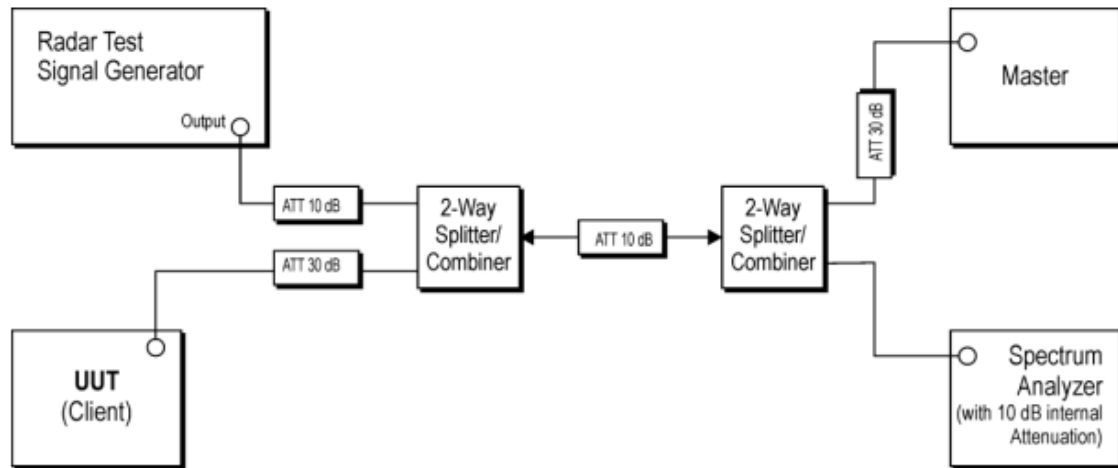 Radar Test
Signal Generator
Output
ATT 10 dB
2-Way
Splitter/
Combiner
ATT 30 dB
UUT
(Client)
ATT 10 dB
2-Way
Splitter/
Combiner
ATT 30 dB
Master
Spectrum
Analyzer
(with 10 dB internal
Attenuation)